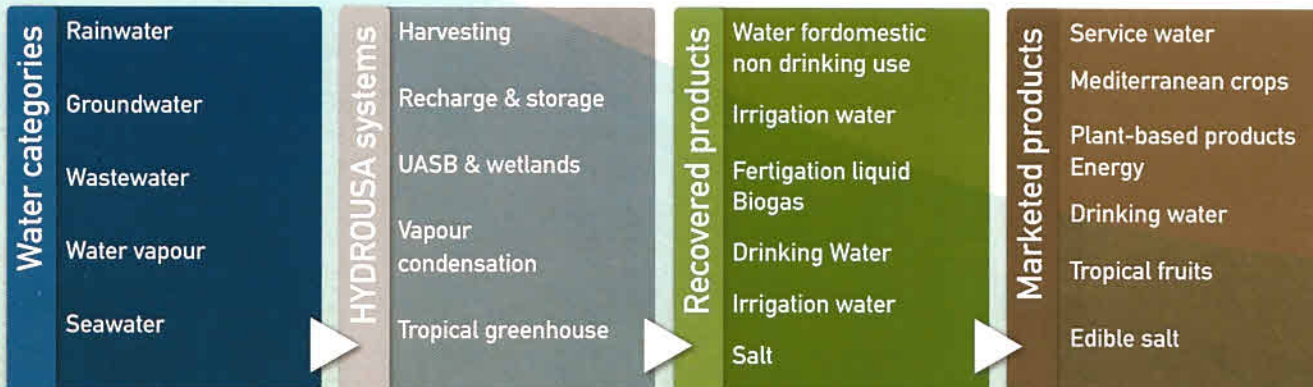 Water categories
Rainwater
Groundwater
Wastewater
Water vapour
Seawater
HYDROUSA systems
Harvesting
Recharge & storage
UASB & wetlands
Vapour
condensation
Tropical greenhouse
Recovered products
Water fordomestic
non drinking use
Irrigation water
Fertigation liquid
Biogas
Drinking Water
Irrigation water
Salt
Marketed products
Service water
Mediterranean crops
Plant-based products
Energy
Drinking water
Tropical fruits
Edible salt